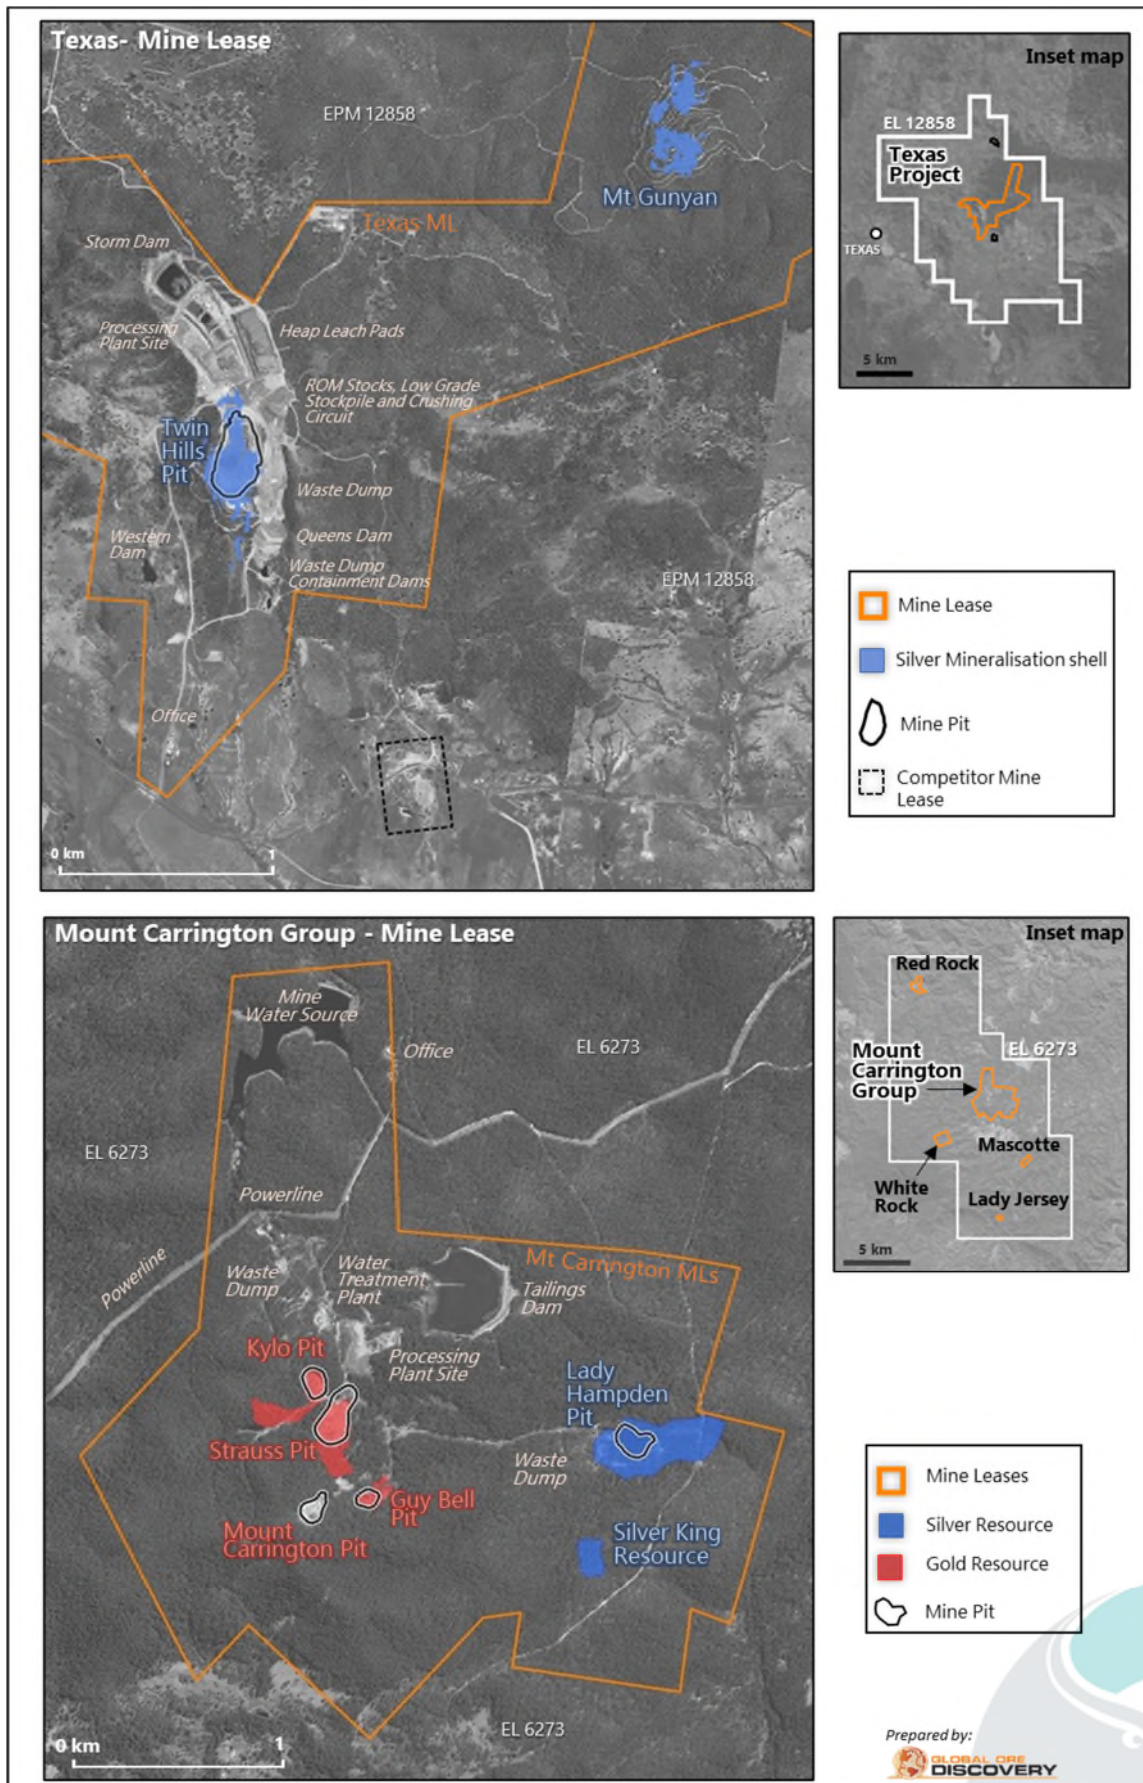 Texas- Mine Lease
EPM 12858
Mt Gunyan
Texas ML
Storm Dam
Processing
Plant Site
Heap Leach Pads
ROM Stocks, Low Grade
Stockpile and Crushing
Circuit
Twin
Hills
Pit
Waste Dump
Western
Dam
Queens Dam
Waste Dump
Containment Dams
EPM 12858
Office
0 km
1
Inset map
EL 12858
Texas
Project
TEXAS
5 km
Mine Lease
Silver Mineralisation shell
Mine Pit
Competitor Mine
Lease
Mount Carrington Group - Mine Lease
Mine
Water Source
Office
EL 6273
EL 6273
Powerline
Powerline
Waste
Dump
Water
Treatment
Plant
Mt Carrington MLs
Tailings
Dam
Kylo Pit
Processing
Plant Site
Lady
Hampden
Pit
Strauss Pit
Waste
Dump
Guy Bell
Pit
Mount
Carrington Pit
Silver King
Resource
EL 6273
0 km
1
Inset map
Red Rock
EL 6273
Mount
Carrington
Group
Mascotte
White
Rock
Lady Jersey
5 km
Mine Leases
Silver Resource
Gold Resource
Mine Pit
Prepared by:
GLOBAL ORE
DISCOVERY